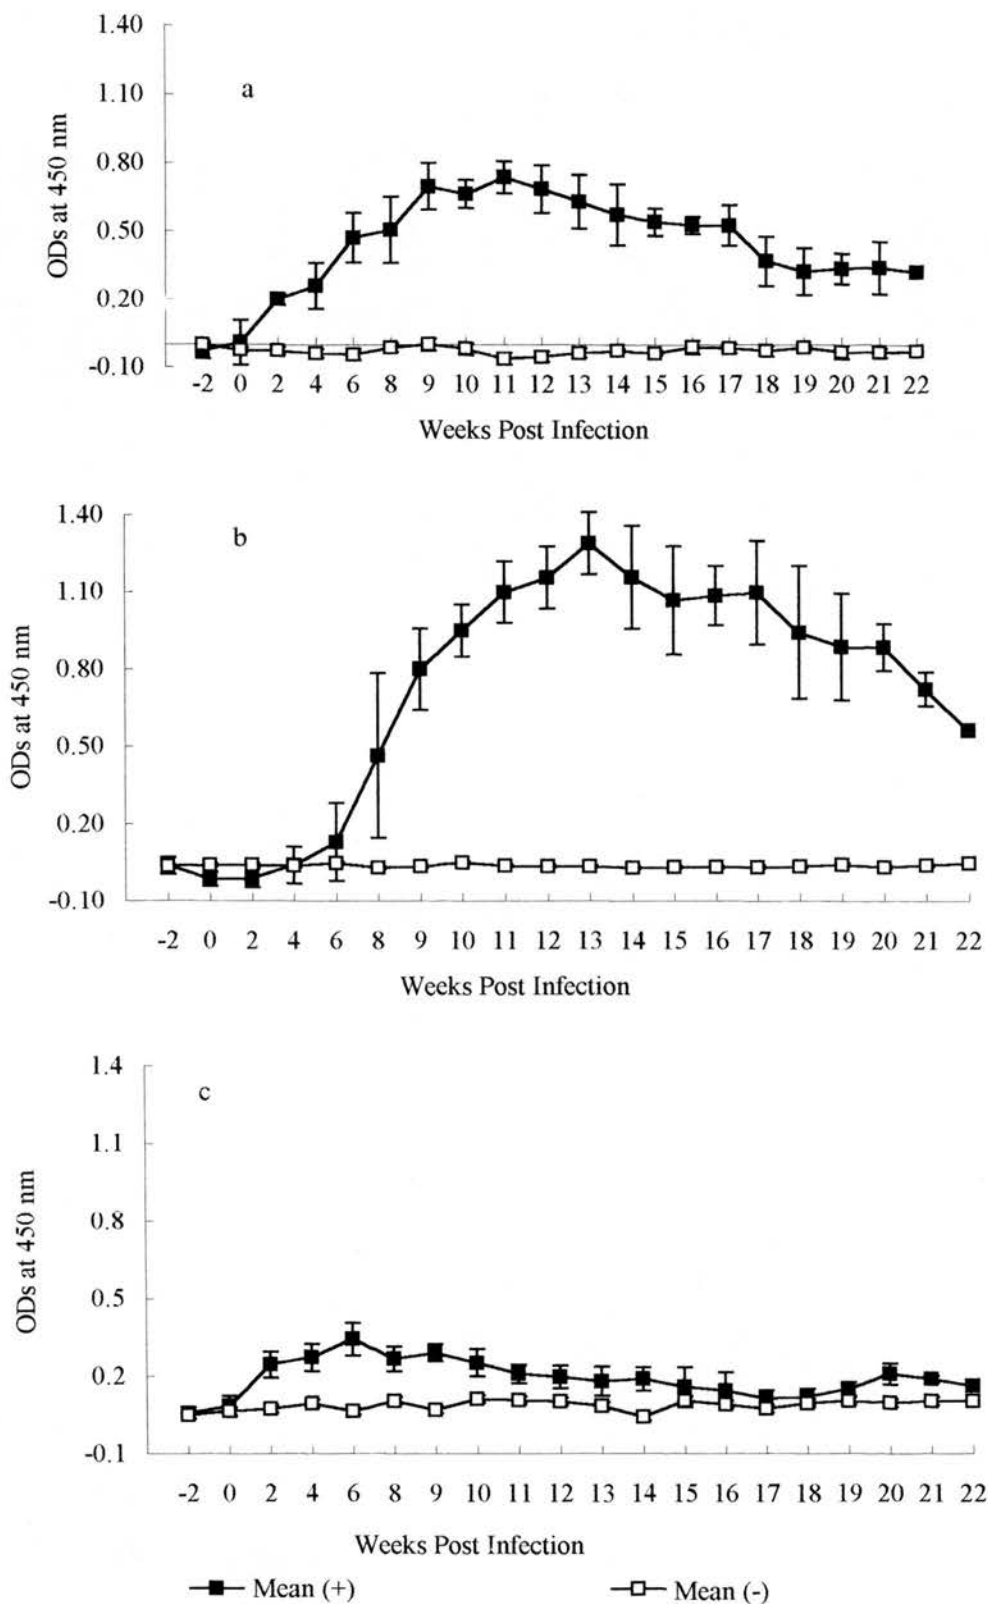 a
ODs at 450 nm
1.40
1.10
0.80
0.50
0.20
-0.10
-2 0 2 4 6 8 9 10 11 12 13 14 15 16 17 18 19 20 21 22
Weeks Post Infection
b
ODs at 450 nm
1.40
1.10
0.80
0.50
0.20
-0.10
-2 0 2 4 6 8 9 10 11 12 13 14 15 16 17 18 19 20 21 22
Weeks Post Infection
c
ODs at 450 nm
1.4
1.1
0.8
0.5
0.2
-0.1
-2 0 2 4 6 8 9 10 11 12 13 14 15 16 17 18 19 20 21 22
Weeks Post Infection
Mean (+) Mean (-)